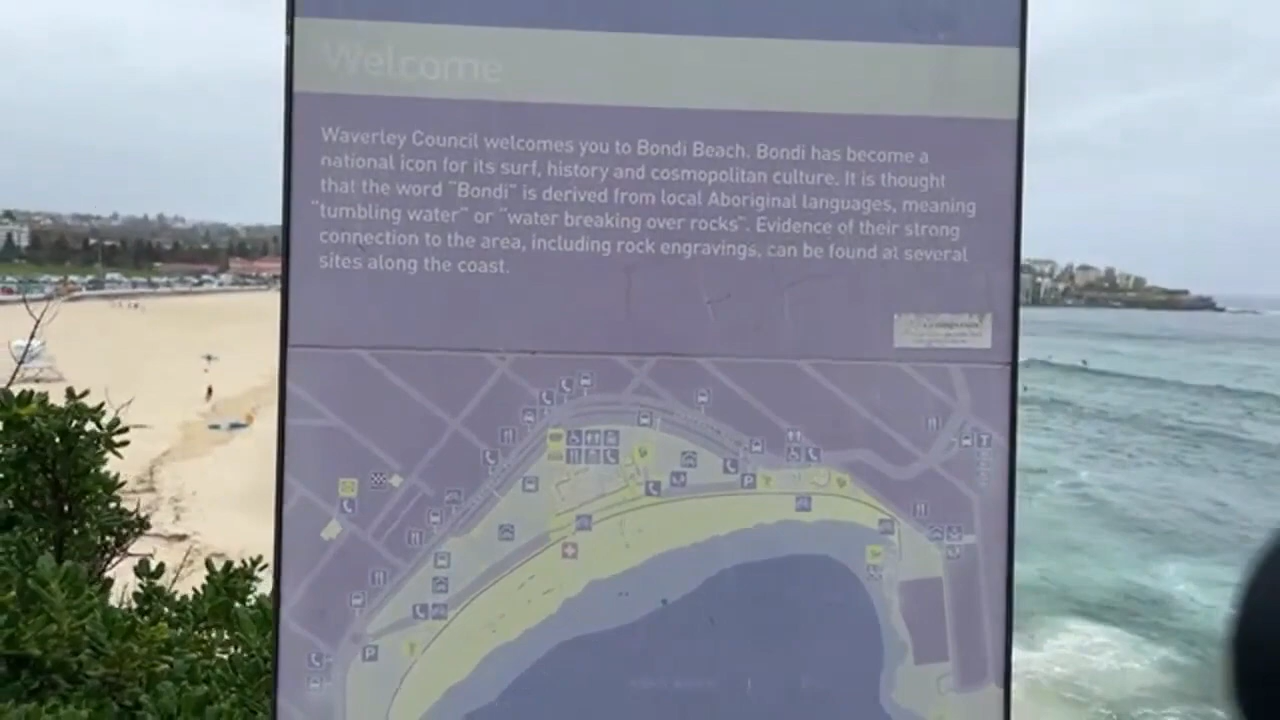 Welcome
Waverley Council welcomes you to Bondi Beach. Bondi has become a
national icon for its surf, history and cosmopolitan culture. It is thought
that the word "Bondi" is derived from local Aboriginal languages, meaning
"tumbling water" or "water breaking over rocks". Evidence of their strong
connection to the area, including rock engravings, can be found at several
sites along the coast.
P
P
T